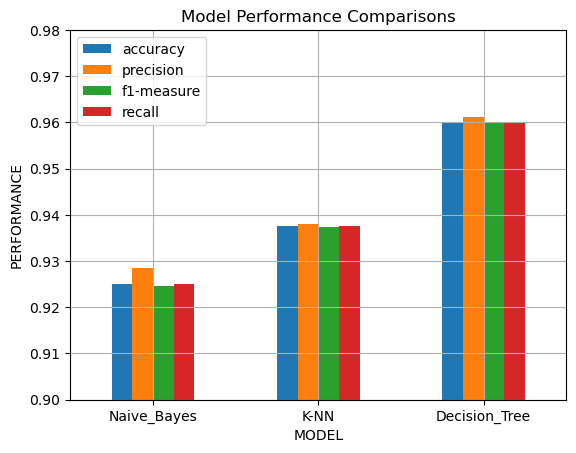 Model Performance Comparisons
0.98
0.97
0.96
0.95
0.94
0.93
0.92
0.91
0.90
PERFORMANCE
accuracy
precision
f1-measure
recall
Naive_Bayes K-NN Decision_Tree
MODEL